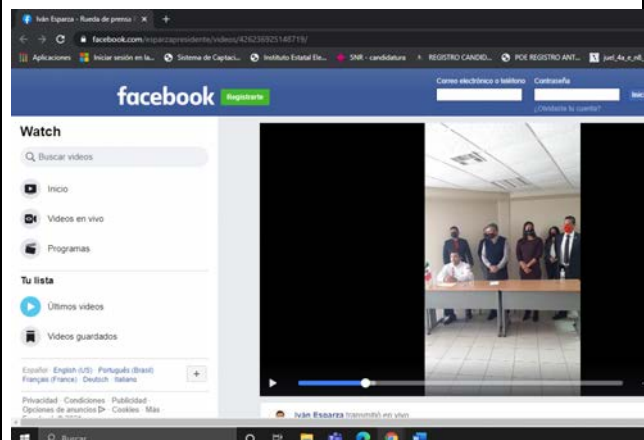 Iván Esparza - Rueda de prensa
facebook.com/esparzapresidente/videos/426236925148719/
Aplicaciones
Iniciar sesión en la...
Sistema de Captaci...
Instituto Estatal Ele...
SNR - candidatura
REGISTRO CANDID...
POE REGISTRO ANT...
Correo electrónico o teléfono
Contraseña
facebook
Regístrarte
¿Olvidaste tu cuenta?
Watch
Buscar videos
Inicio
Videos en vivo
Programas
Tu lista
Últimos videos
Videos guardados
Español · English (US) · Português (Brasil) ·
Français (France) · Deutsch · Italiano
Privacidad · Condiciones · Publicidad ·
Opciones de anuncios · Cookies · Más ·
Iván Esparza transmitió en vivo
Buscar